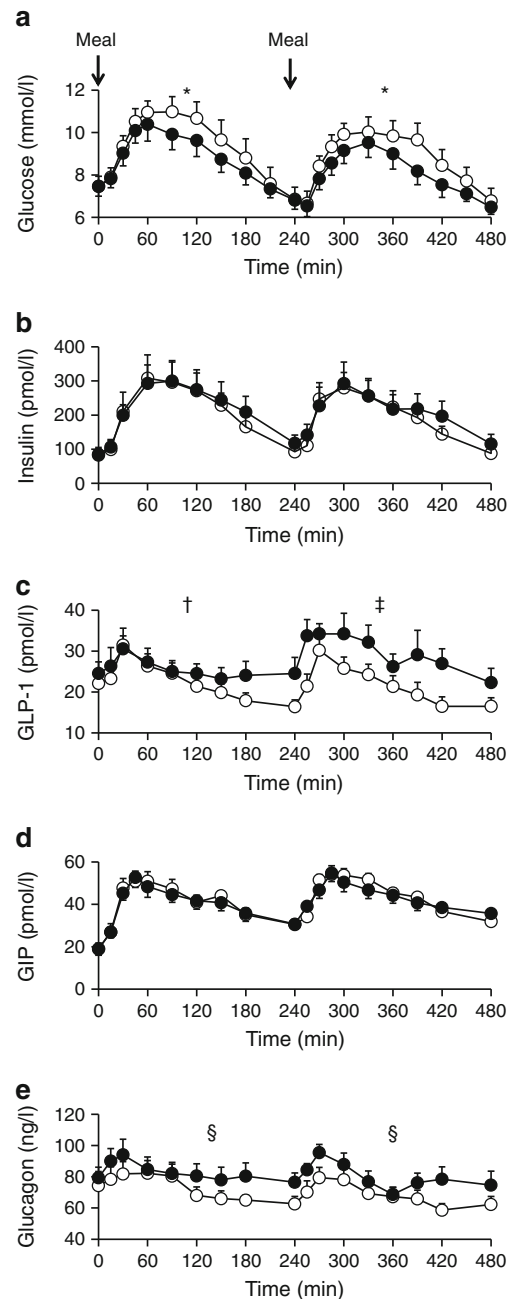 a
Meal Meal
* *
Glucose (mmol/l)
12
10
8
6
0 60 120 180 240 300 360 420 480
Time (min)
b
Insulin (pmol/l)
400
300
200
100
0
0 60 120 180 240 300 360 420 480
Time (min)
c
† ‡
GLP-1 (pmol/l)
40
30
20
10
0 60 120 180 240 300 360 420 480
Time (min)
d
GIP (pmol/l)
60
40
20
0
0 60 120 180 240 300 360 420 480
Time (min)
e
§ §
Glucagon (ng/l)
120
100
80
60
40
0 60 120 180 240 300 360 420 480
Time (min)